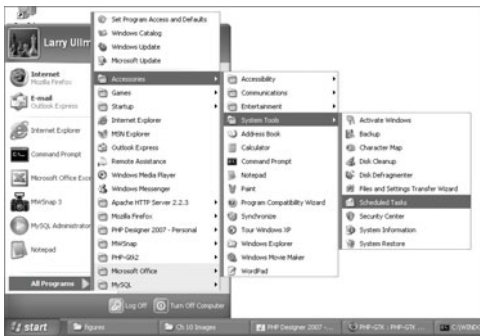 Larry Ullm
Internet
Mozilla Firefox
E-mail
Outlook Express
Internet Explorer
Command Prompt
Microsoft Office Exce
MWSnap 3
MySQL Administrator
Notepad
All Programs
Set Program Access and Defaults
Windows Catalog
Windows Update
Microsoft Update
Accessories
Games
Startup
Internet Explorer
MSN Explorer
Outlook Express
Remote Assistance
Windows Media Player
Windows Messenger
Apache HTTP Server 2.2.3
Mozilla Firefox
PHP Designer 2007 - Personal
MWSnap
PHP-Gtk2
Microsoft Office
MySQL
Accessibility
Communications
Entertainment
System Tools
Address Book
Calculator
Command Prompt
Notepad
Paint
Program Compatibility Wizard
Synchronize
Tour Windows XP
Windows Explorer
Windows Movie Maker
WordPad
Activate Windows
Backup
Character Map
Disk Cleanup
Disk Defragmenter
Files and Settings Transfer Wizard
Scheduled Tasks
Security Center
System Information
System Restore
Log Off
Turn Off Computer
start
figures
Ch 10 Images
PHP Designer 2007 -...
PHP-GTK | PHP-GTK ...
C:\WINDO